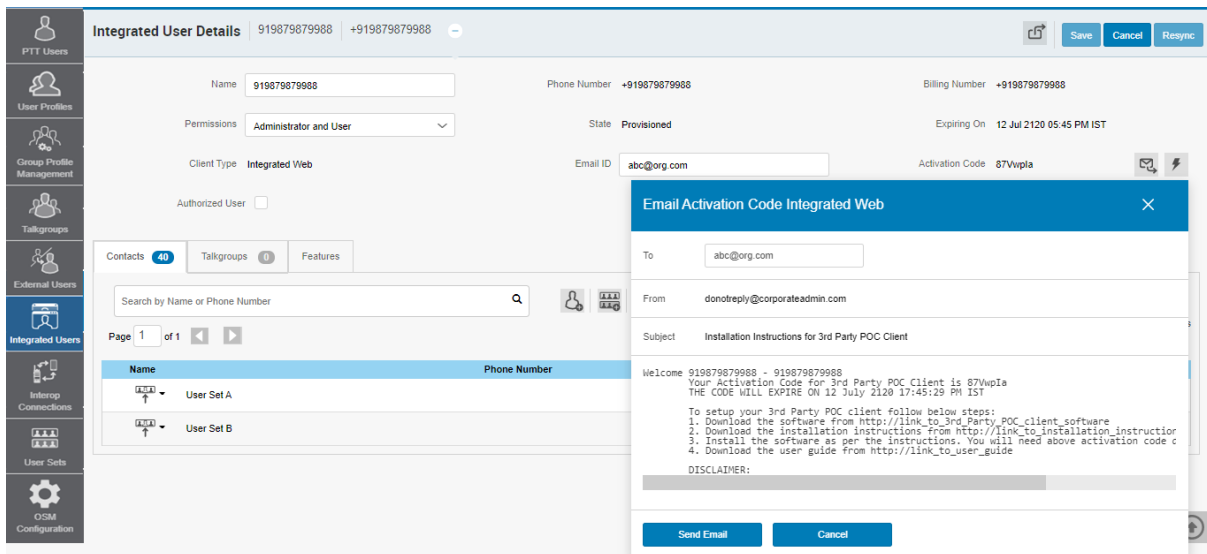 PTT Users
User Profiles
Group Profile
Management
Talkgroups
External Users
Integrated Users
Interop
Connections
User Sets
OSM
Configuration
Integrated User Details 919879879988 +919879879988
Save Cancel Resync
Name 919879879988 Phone Number +919879879988 Billing Number +919879879988
Permissions Administrator and User State Provisioned Expiring On 12 Jul 2120 05:45 PM IST
Client Type Integrated Web Email ID abc@org.com Activation Code 87VwpIa
Authorized User
Contacts 40 Talkgroups 0 Features
Search by Name or Phone Number
Page 1 of 1
Name Phone Number
User Set A
User Set B
Email Activation Code Integrated Web
To abc@org.com
From donotreply@corporateadmin.com
Subject Installation Instructions for 3rd Party POC Client
Welcome 919879879988 - 919879879988
Your Activation Code for 3rd Party POC Client is 87VwpIa
THE CODE WILL EXPIRE ON 12 July 2120 17:45:29 PM IST
To setup your 3rd Party POC client follow below steps:
1. Download the software from http://link_to_3rd_Party_POC_client_software
2. Download the installation instructions from http://link_to_installation_instruction
3. Install the software as per the instructions. You will need above activation code
4. Download the user guide from http://link_to_user_guide
DISCLAIMER:
Send Email Cancel